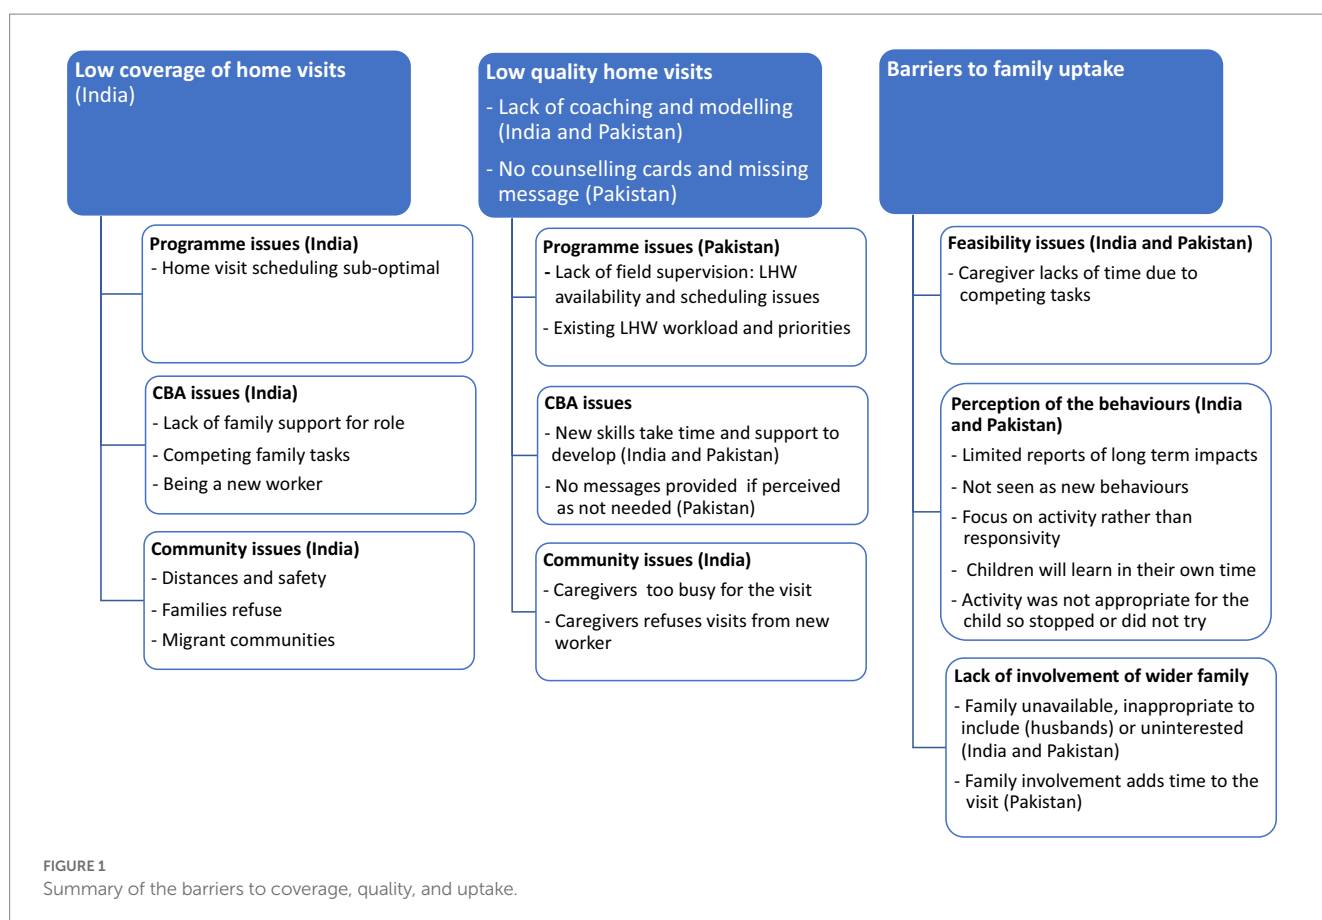 Low coverage of home visits
(India)
Programme issues (India)
- Home visit scheduling sub-optimal
CBA issues (India)
- Lack of family support for role
- Competing family tasks
- Being a new worker
Community issues (India)
- Distances and safety
- Families refuse
- Migrant communities
Low quality home visits
- Lack of coaching and modelling
(India and Pakistan)
- No counselling cards and missing
message (Pakistan)
Programme issues (Pakistan)
- Lack of field supervision: LHW
availability and scheduling issues
- Existing LHW workload and priorities
CBA issues
- New skills take time and support to
develop (India and Pakistan)
- No messages provided if perceived
as not needed (Pakistan)
Community issues (India)
- Caregivers too busy for the visit
- Caregivers refuses visits from new
worker
Barriers to family uptake
Feasibility issues (India and Pakistan)
- Caregiver lacks of time due to
competing tasks
Perception of the behaviours (India
and Pakistan)
- Limited reports of long term impacts
- Not seen as new behaviours
- Focus on activity rather than
responsivity
- Children will learn in their own time
- Activity was not appropriate for the
child so stopped or did not try
Lack of involvement of wider family
- Family unavailable, inappropriate to
include (husbands) or uninterested
(India and Pakistan)
- Family involvement adds time to the
visit (Pakistan)
FIGURE 1
Summary of the barriers to coverage, quality, and uptake.